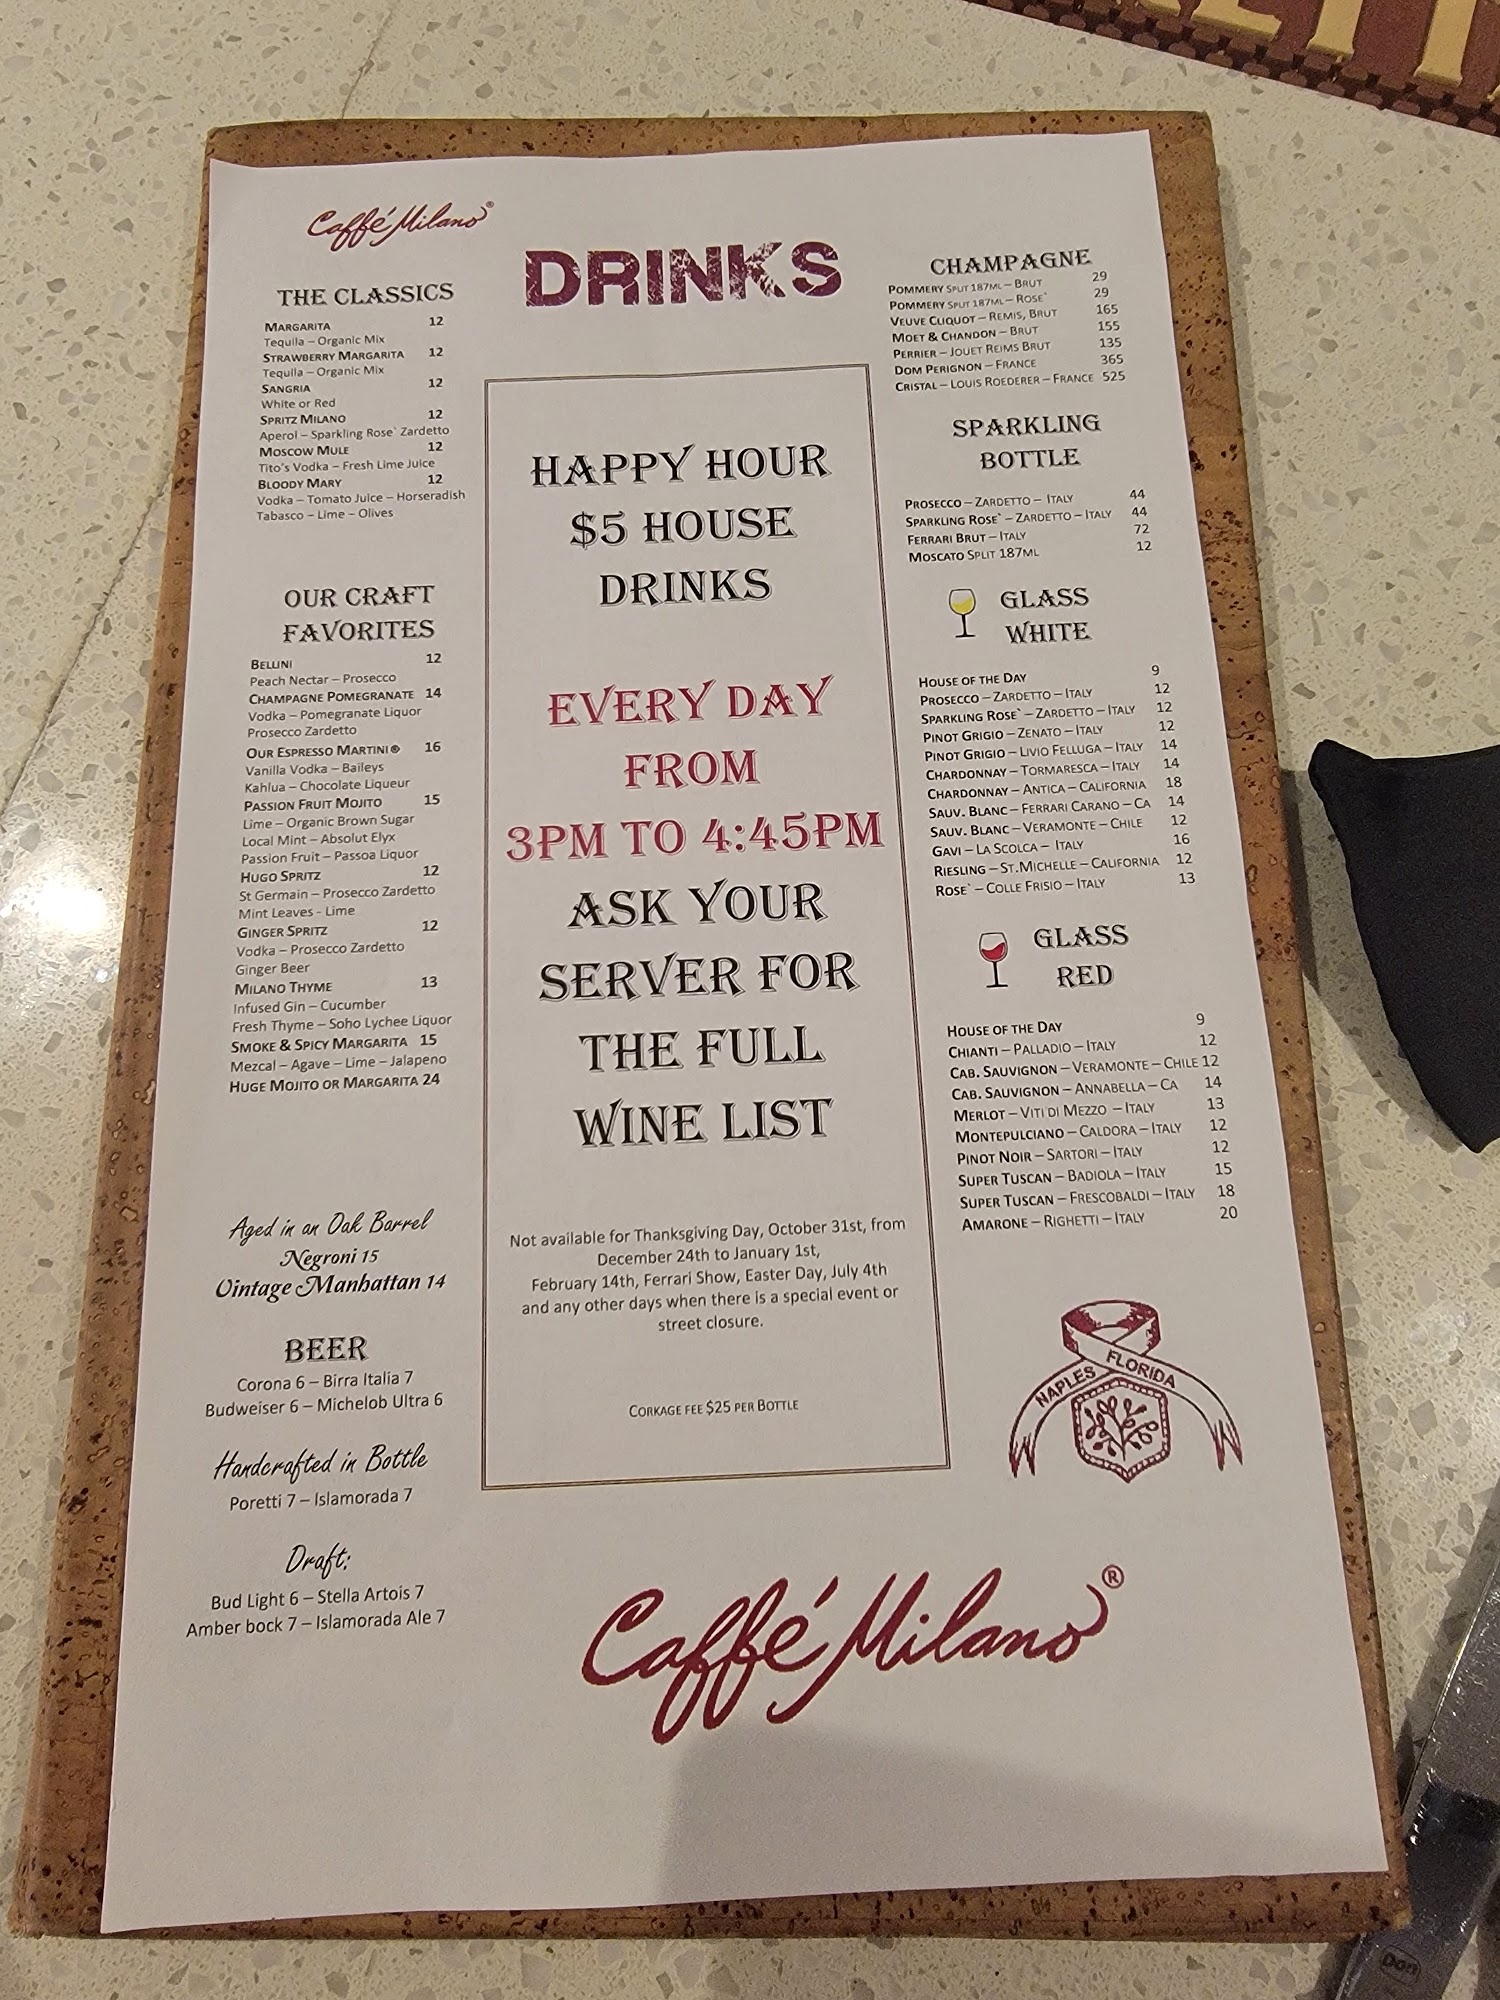 Caffé Milano®
DRINKS
THE CLASSICS
MARGARITA 12
Tequila – Organic Mix
STRAWBERRY MARGARITA 12
Tequila – Organic Mix
SANGRIA 12
White or Red
SPRITZ MILANO 12
Aperol – Sparkling Rose` Zardetto
MOSCOW MULE 12
Tito's Vodka – Fresh Lime Juice
BLOODY MARY 12
Vodka – Tomato Juice – Horseradish
Tabasco – Lime – Olives
OUR CRAFT
FAVORITES
BELLINI 12
Peach Nectar – Prosecco
CHAMPAGNE POMEGRANATE 14
Vodka – Pomegranate Liquor
Prosecco Zardetto
OUR ESPRESSO MARTINI® 16
Vanilla Vodka – Baileys
Kahlua – Chocolate Liqueur
PASSION FRUIT MOJITO 15
Lime – Organic Brown Sugar
Local Mint – Absolut Elyx
Passion Fruit – Passoa Liquor
HUGO SPRITZ 12
St Germain – Prosecco Zardetto
Mint Leaves - Lime
GINGER SPRITZ 12
Vodka – Prosecco Zardetto
Ginger Beer
MILANO THYME 13
Infused Gin – Cucumber
Fresh Thyme – Soho Lychee Liquor
SMOKE & SPICY MARGARITA 15
Mezcal – Agave – Lime – Jalapeno
HUGE MOJITO OR MARGARITA 24
Aged in an Oak Barrel
Negroni 15
Vintage Manhattan 14
BEER
Corona 6 – Birra Italia 7
Budweiser 6 – Michelob Ultra 6
Handcrafted in Bottle
Poretti 7 – Islamorada 7
Draft:
Bud Light 6 – Stella Artois 7
Amber bock 7 – Islamorada Ale 7
HAPPY HOUR
$5 HOUSE
DRINKS
EVERY DAY
FROM
3PM TO 4:45PM
ASK YOUR
SERVER FOR
THE FULL
WINE LIST
Not available for Thanksgiving Day, October 31st, from
December 24th to January 1st,
February 14th, Ferrari Show, Easter Day, July 4th
and any other days when there is a special event or
street closure.
CORKAGE FEE $25 PER BOTTLE
CHAMPAGNE
POMMERY SPLIT 187ML – BRUT 29
POMMERY SPLIT 187ML – ROSE` 29
VEUVE CLIQUOT – REMIS, BRUT 165
MOET & CHANDON – BRUT 155
PERRIER – JOUET REIMS BRUT 135
DOM PERIGNON – FRANCE 365
CRISTAL – LOUIS ROEDERER – FRANCE 525
SPARKLING
BOTTLE
PROSECCO – ZARDETTO – ITALY 44
SPARKLING ROSE` – ZARDETTO – ITALY 44
FERRARI BRUT – ITALY 72
MOSCATO SPLIT 187ML 12
GLASS
WHITE
HOUSE OF THE DAY 9
PROSECCO – ZARDETTO – ITALY 12
SPARKLING ROSE` – ZARDETTO – ITALY 12
PINOT GRIGIO – ZENATO – ITALY 12
PINOT GRIGIO – LIVIO FELLUGA – ITALY 14
CHARDONNAY – TORMARESCA – ITALY 14
CHARDONNAY – ANTICA – CALIFORNIA 18
SAUV. BLANC – FERRARI CARANO – CA 14
SAUV. BLANC – VERAMONTE – CHILE 12
GAVI – LA SCOLCA – ITALY 16
RIESLING – ST.MICHELLE – CALIFORNIA 12
ROSE` – COLLE FRISIO – ITALY 13
GLASS
RED
HOUSE OF THE DAY 9
CHIANTI – PALLADIO – ITALY 12
CAB. SAUVIGNON – VERAMONTE – CHILE 12
CAB. SAUVIGNON – ANNABELLA – CA 14
MERLOT – VITI DI MEZZO – ITALY 13
MONTEPULCIANO – CALDORA – ITALY 12
PINOT NOIR – SARTORI – ITALY 12
SUPER TUSCAN – BADIOLA – ITALY 15
SUPER TUSCAN – FRESCOBALDI – ITALY 18
AMARONE – RIGHETTI – ITALY 20
NAPLES FLORIDA
Caffé Milano®
Don